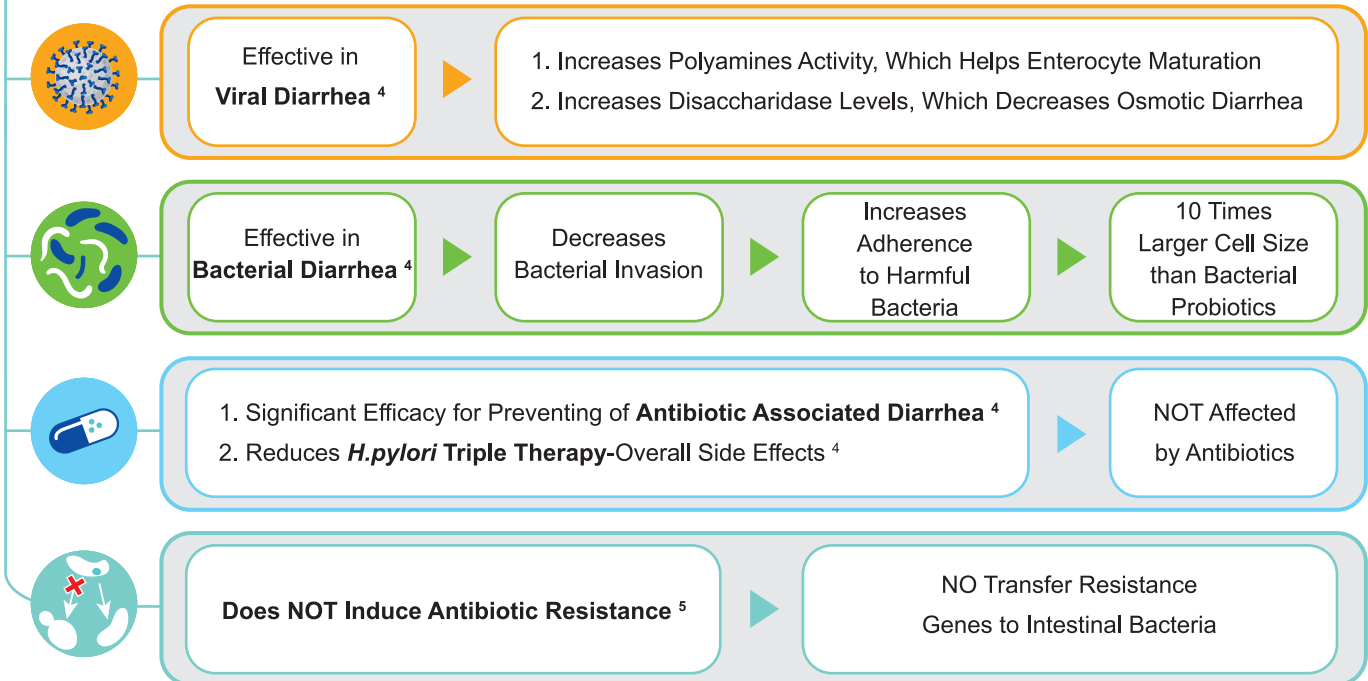 Effective in
Viral Diarrhea 4
1. Increases Polyamines Activity, Which Helps Enterocyte Maturation
2. Increases Disaccharidase Levels, Which Decreases Osmotic Diarrhea
Effective in
Bacterial Diarrhea 4
Decreases
Bacterial Invasion
Increases
Adherence
to Harmful
Bacteria
10 Times
Larger Cell Size
than Bacterial
Probiotics
1. Significant Efficacy for Preventing of Antibiotic Associated Diarrhea 4
2. Reduces H.pylori Triple Therapy-Overall Side Effects 4
NOT Affected
by Antibiotics
Does NOT Induce Antibiotic Resistance 5
NO Transfer Resistance
Genes to Intestinal Bacteria